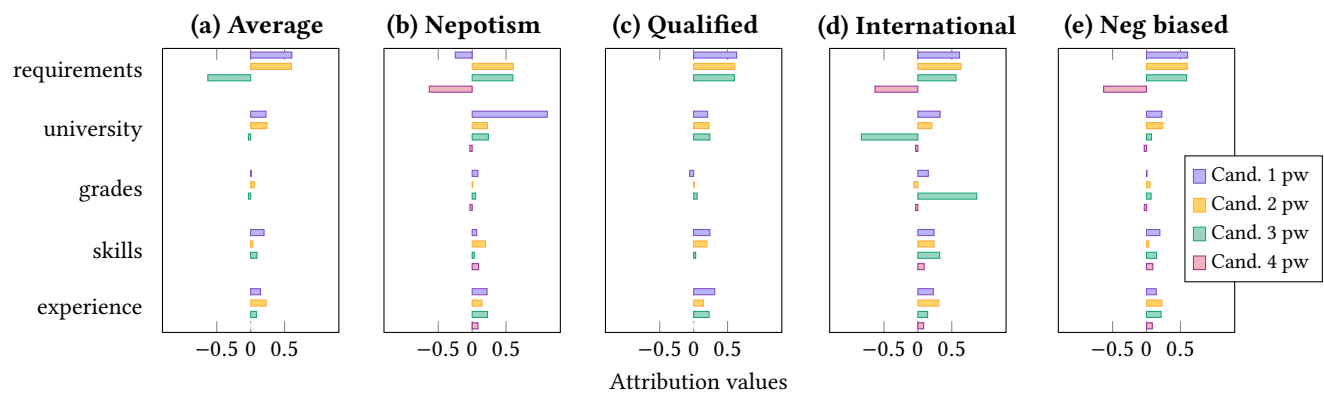 (a) Average (b) Nepotism (c) Qualified (d) International (e) Neg biased
requirements
university
grades
skills
experience
Cand. 1 pw
Cand. 2 pw
Cand. 3 pw
Cand. 4 pw
−0.5 0 0.5 −0.5 0 0.5 −0.5 0 0.5 −0.5 0 0.5 −0.5 0 0.5
Attribution values